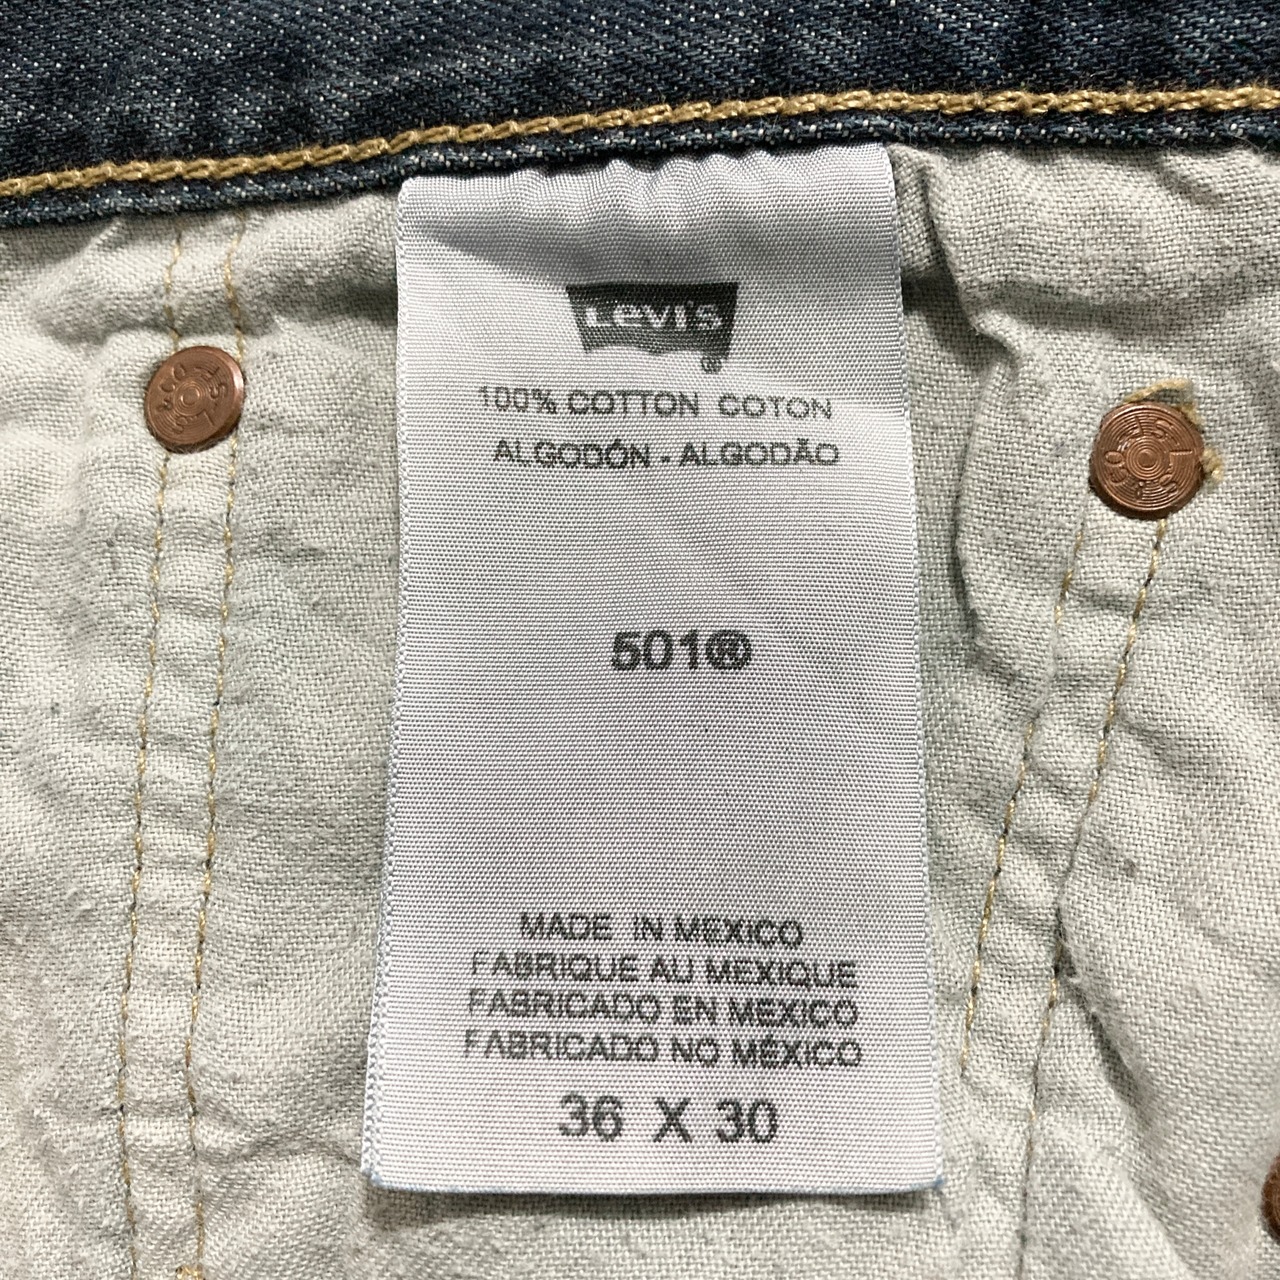 Levi's
®
100% COTTON COTON
ALGODÓN - ALGODÃO
501®
MADE IN MEXICO
FABRIQUE AU MEXIQUE
FABRICADO EN MEXICO
FABRICADO NO MÉXICO
36 X 30